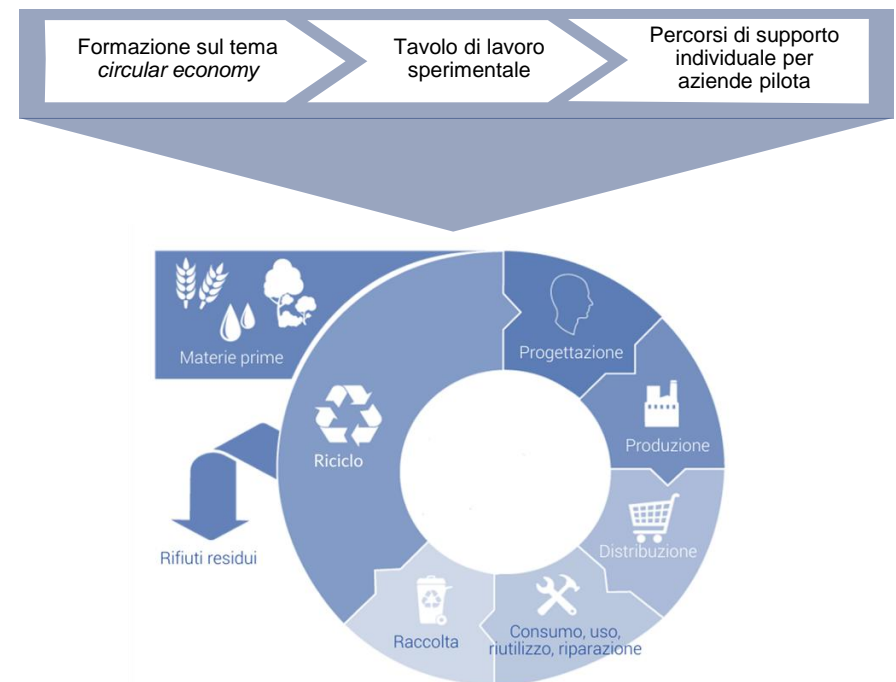 Formazione sul tema
circular economy
Tavolo di lavoro
sperimentale
Percorsi di supporto
individuale per
aziende pilota
Materie prime
Progettazione
Produzione
Distribuzione
Consumo, uso,
riutilizzo, riparazione
Raccolta
Riciclo
Rifiuti residui